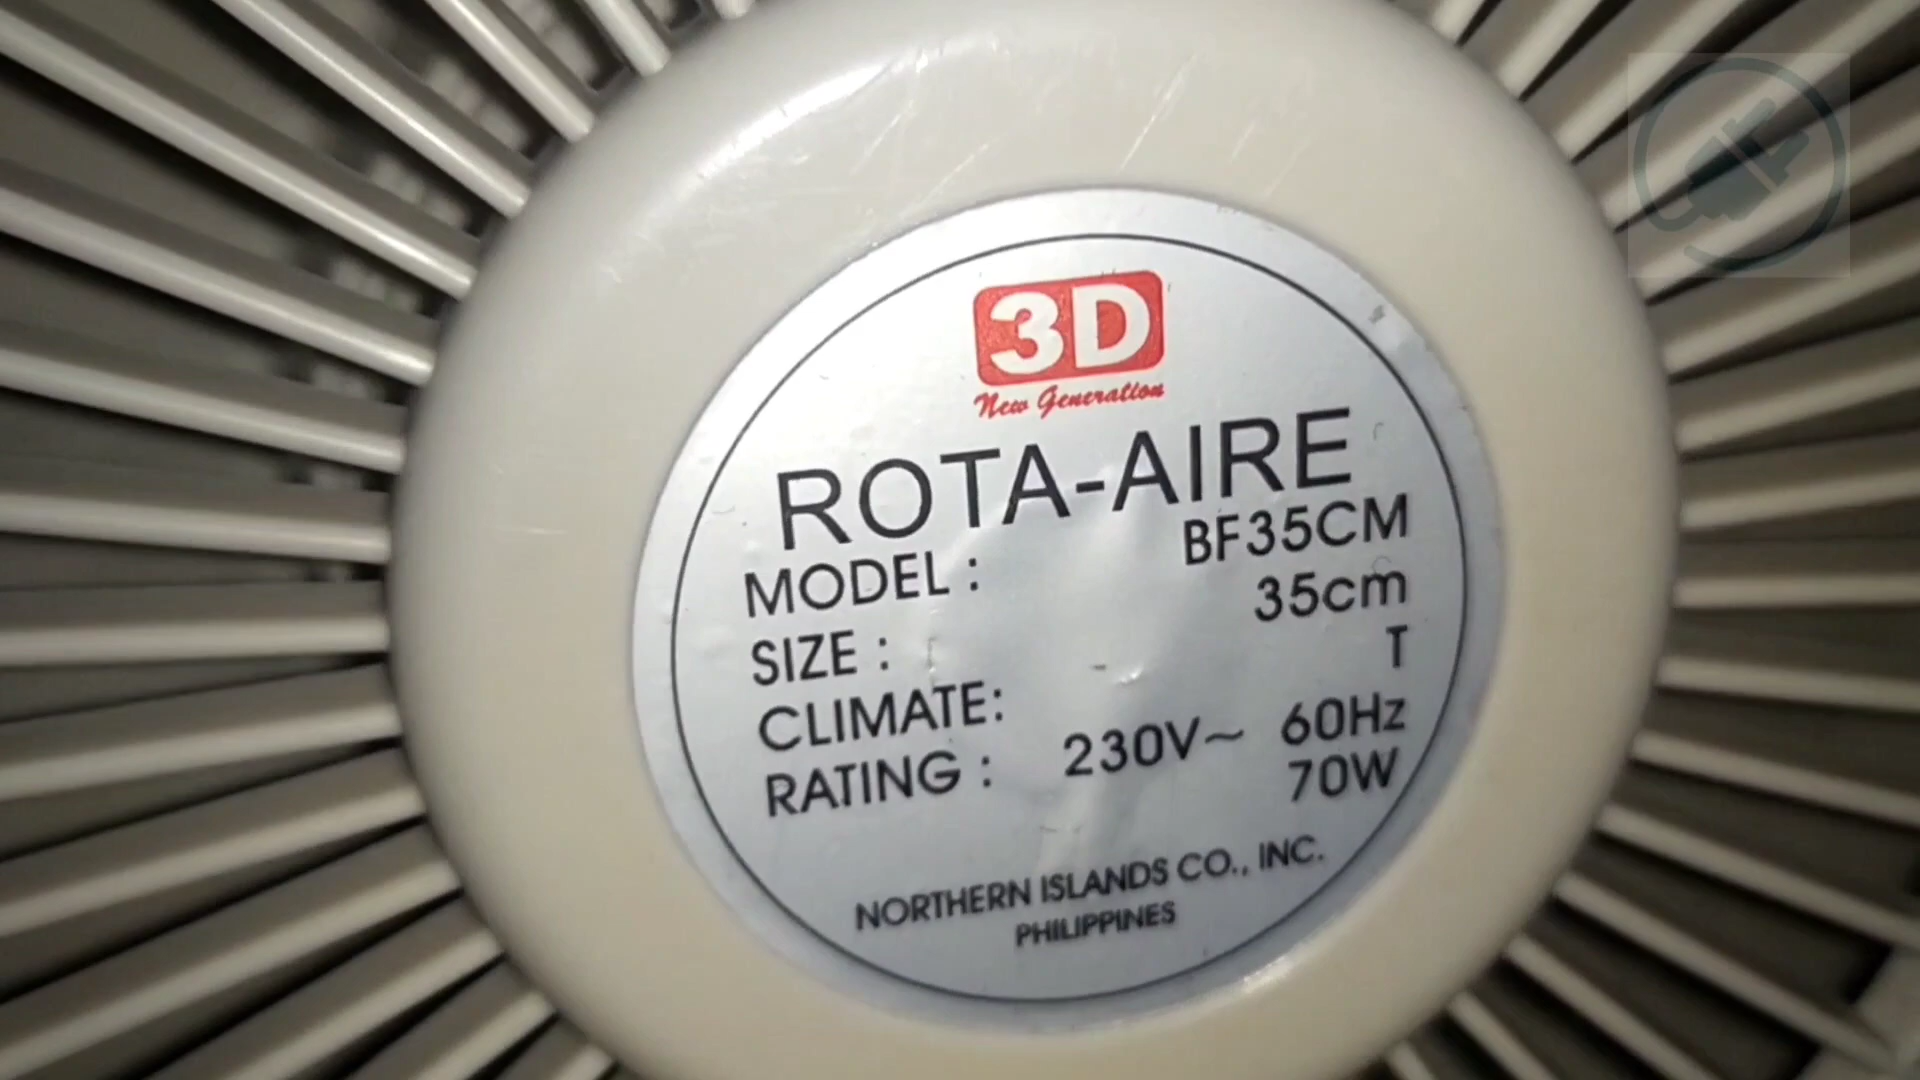 3D
New Generation
ROTA-AIRE
MODEL : BF35CM
SIZE : 35cm
CLIMATE: T
RATING : 230V~ 60Hz
70W
NORTHERN ISLANDS CO., INC.
PHILIPPINES